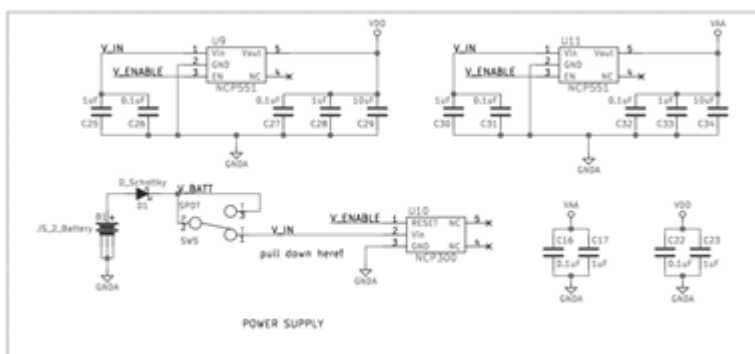 VDD
U9
V_IN 1 Vin Vout 5
2 GND
V_ENABLE 3 EN NC 4
NCP551
1uF 0.1uF 0.1uF 1uF 10uF
C25 C26 C27 C28 C29
GNDA
VAA
U11
V_IN 1 Vin Vout 5
2 GND
V_ENABLE 3 EN NC 4
NCP551
1uF 0.1uF 0.1uF 1uF 10uF
C30 C31 C32 C33 C34
GNDA
D_Schottky
D1
V_BATT
SPDT
3
2
1
SW5
V_IN
pull down here?
JS_2_Battery
B1
+
GNDA
U10
V_ENABLE 1 RESET NC 5
2 Vin
3 GND NC 4
NCP300
GNDA
VAA
C16 C17
0.1uF 1uF
GNDA
VDD
C22 C23
0.1uF 1uF
GNDA
POWER SUPPLY